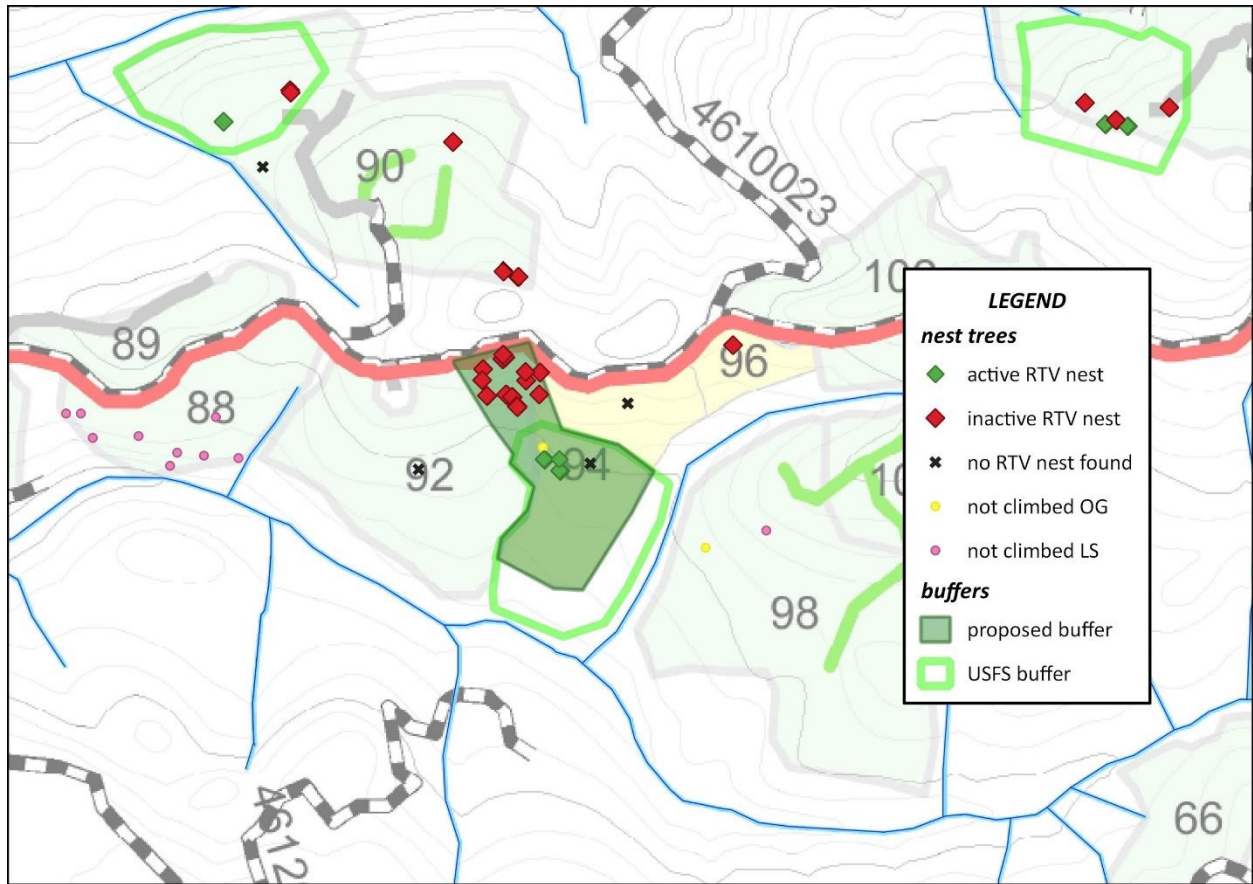 4610023
90
89
88
96
92
94
98
4612
66
LEGEND
nest trees
active RTV nest
inactive RTV nest
no RTV nest found
not climbed OG
not climbed LS
buffers
proposed buffer
USFS buffer